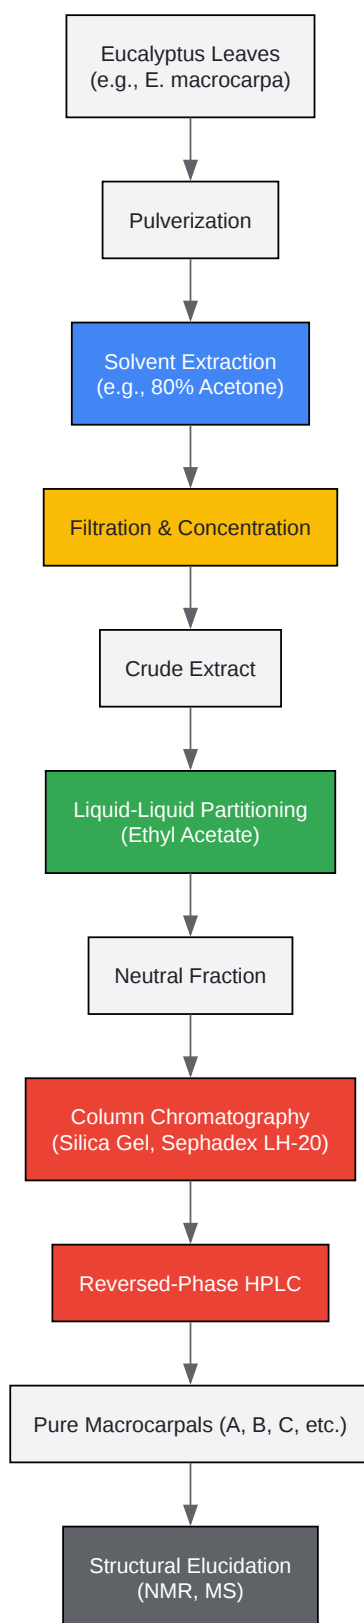 Eucalyptus Leaves
(e.g., E. macrocarpa)
Pulverization
Solvent Extraction
(e.g., 80% Acetone)
Filtration & Concentration
Crude Extract
Liquid-Liquid Partitioning
(Ethyl Acetate)
Neutral Fraction
Column Chromatography
(Silica Gel, Sephadex LH-20)
Reversed-Phase HPLC
Pure Macrocarpals (A, B, C, etc.)
Structural Elucidation
(NMR, MS)